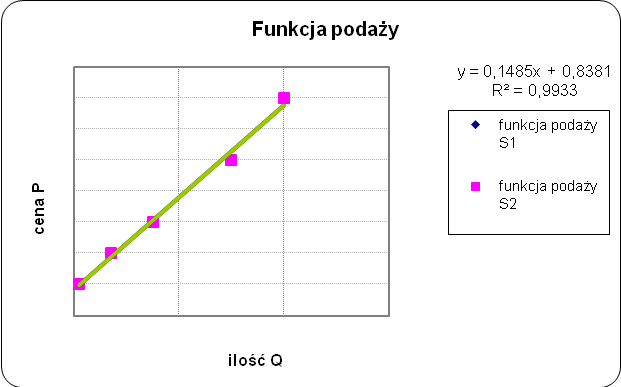 Funkcja podaży
y = 0,1485x + 0,8381
R² = 0,9933
funkcja podaży
S1
funkcja podaży
S2
cena P
ilość Q